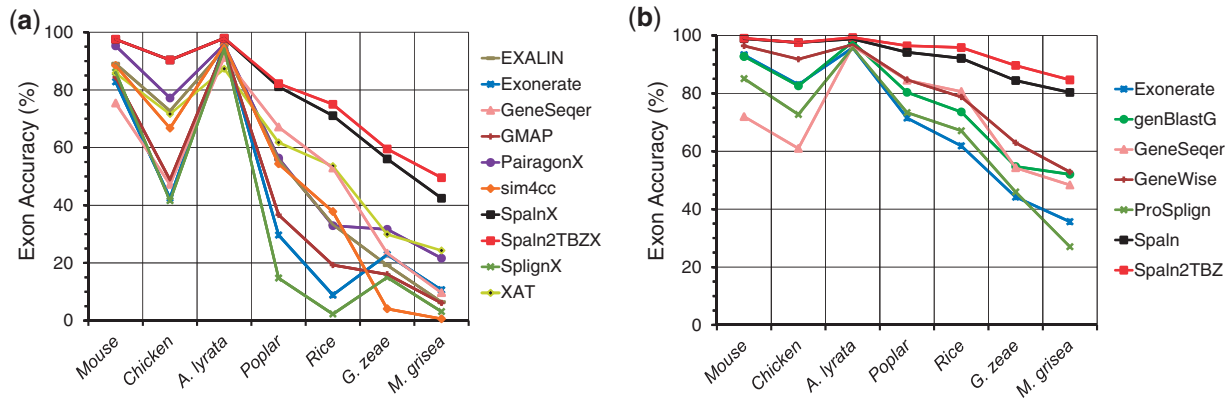 (a)
Exon Accuracy (%)
100
80
60
40
20
0
Mouse
Chicken
A. lyrata
Poplar
Rice
G. zeae
M. grisea
EXALIN
Exonerate
GeneSeqer
GMAP
PairagonX
sim4cc
SpalnX
Spaln2TBZX
SplignX
XAT
(b)
Exon Accuracy (%)
100
80
60
40
20
0
Mouse
Chicken
A. lyrata
Poplar
Rice
G. zeae
M. grisea
Exonerate
genBlastG
GeneSeqer
GeneWise
ProSplign
Spaln
Spaln2TBZ